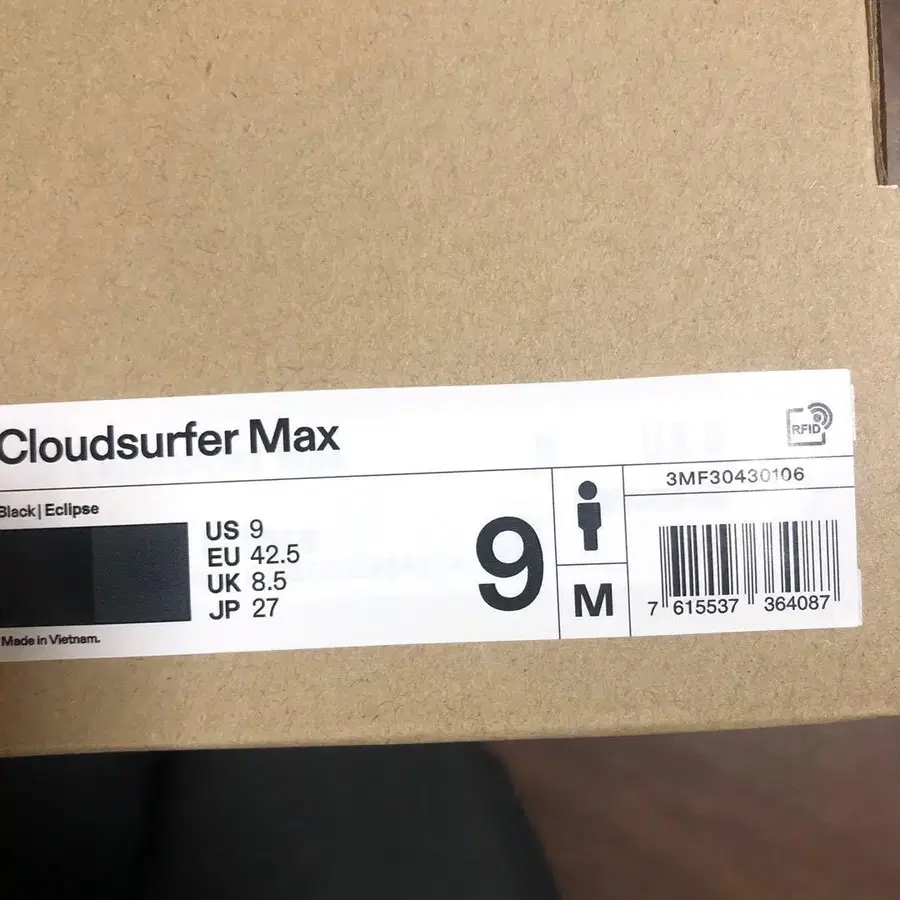 Cloudsurfer Max
RFID
3MF30430106
Black | Eclipse
US 9
EU 42.5
UK 8.5
JP 27
9
M
7 615537 364087
Made in Vietnam.